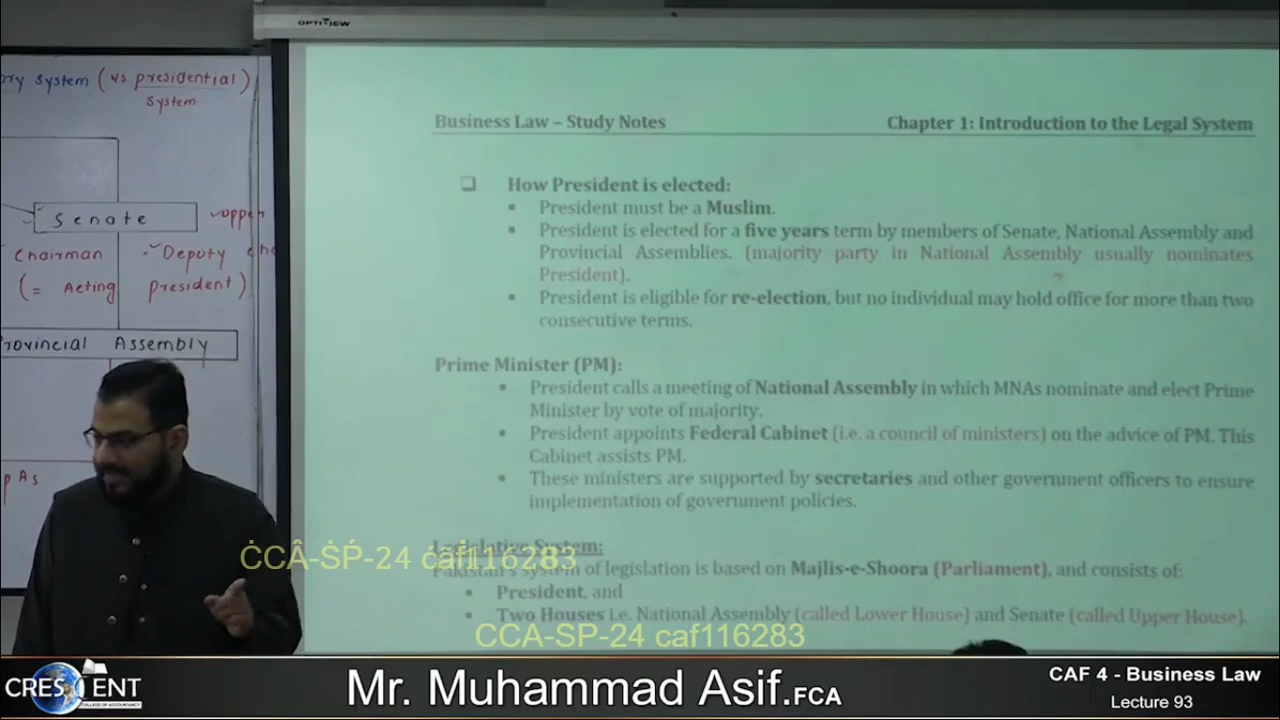 OPTIVIEW
ory system (vs presidential)
system
Senate
upper
Chairman
Deputy
(= Acting president)
rovincial Assembly
PAs
Business Law – Study Notes
Chapter 1: Introduction to the Legal System
How President is elected:
President must be a Muslim.
President is elected for a five years term by members of Senate, National Assembly and
Provincial Assemblies. (majority party in National Assembly usually nominates
President).
President is eligible for re-election, but no individual may hold office for more than two
consecutive terms.
Prime Minister (PM):
President calls a meeting of National Assembly in which MNAs nominate and elect Prime
Minister by vote of majority.
President appoints Federal Cabinet (i.e. a council of ministers) on the advice of PM. This
Cabinet assists PM.
These ministers are supported by secretaries and other government officers to ensure
implementation of government policies.
Legislative System:
ĊCÂ-ŚṔ-24 ċäḟ116283
Pakistan's system of legislation is based on Majlis-e-Shoora (Parliament), and consists of:
President, and
Two Houses i.e. National Assembly (called Lower House) and Senate (called Upper House).
CCA-SP-24 caf116283
CRESCENT
COLLEGE OF ACCOUNTANCY
Mr. Muhammad Asif.FCA
CAF 4 - Business Law
Lecture 93